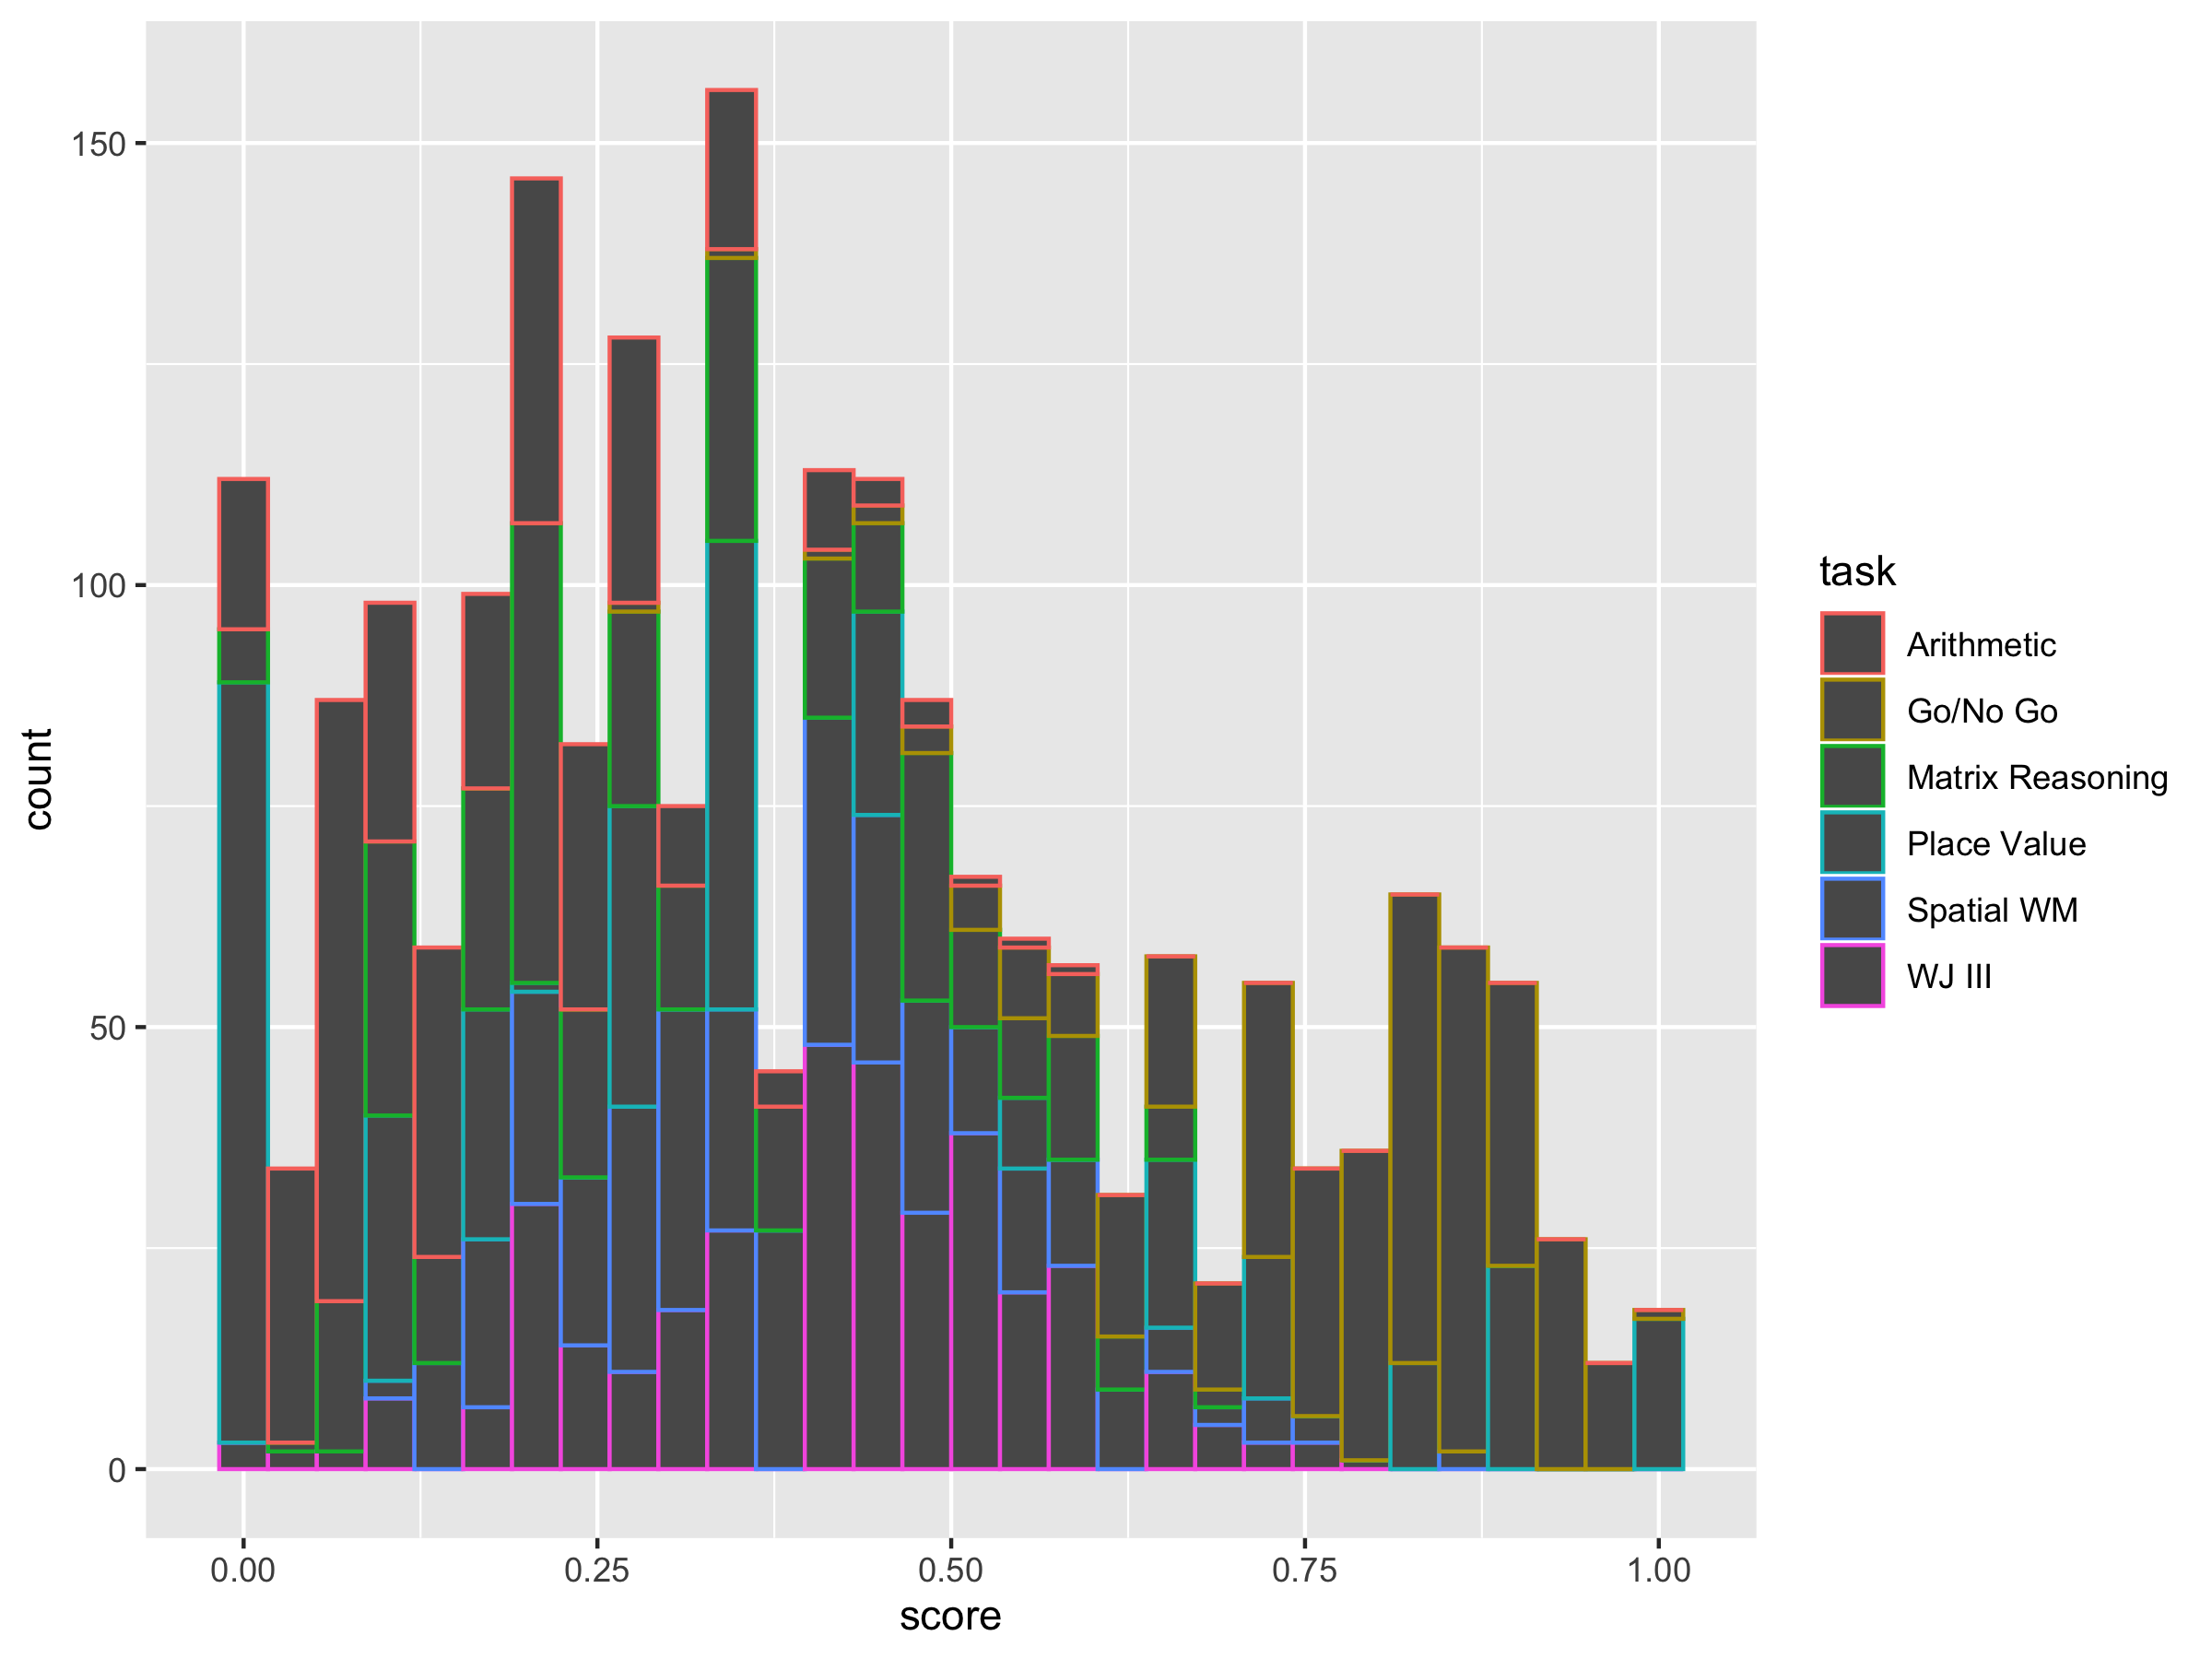 150
100
50
0
count
0.00
0.25
0.50
0.75
1.00
score
task
Arithmetic
Go/No Go
Matrix Reasoning
Place Value
Spatial WM
WJ III